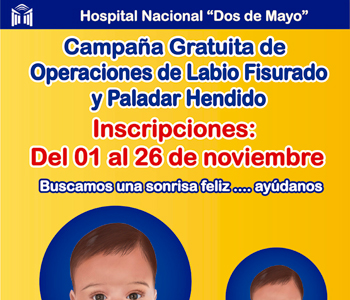 Hospital Nacional “Dos de Mayo”
Campaña Gratuita de
Operaciones de Labio Fisurado
y Paladar Hendido
Inscripciones:
Del 01 al 26 de noviembre
Buscamos una sonrisa feliz .... ayúdanos